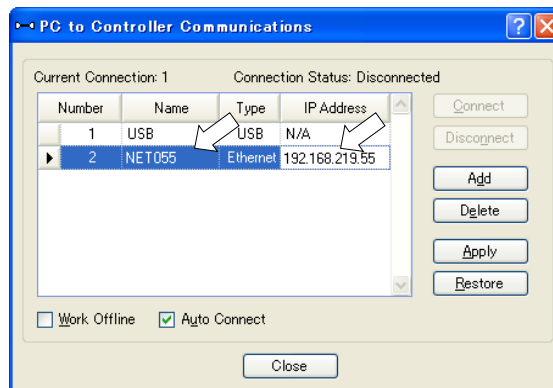 PC to Controller Communications
Current Connection: 1 Connection Status: Disconnected
Number Name Type IP Address
1 USB USB N/A
2 NET055 Ethernet 192.168.219.55
Connect
Disconnect
Add
Delete
Apply
Restore
Work Offline Auto Connect
Close